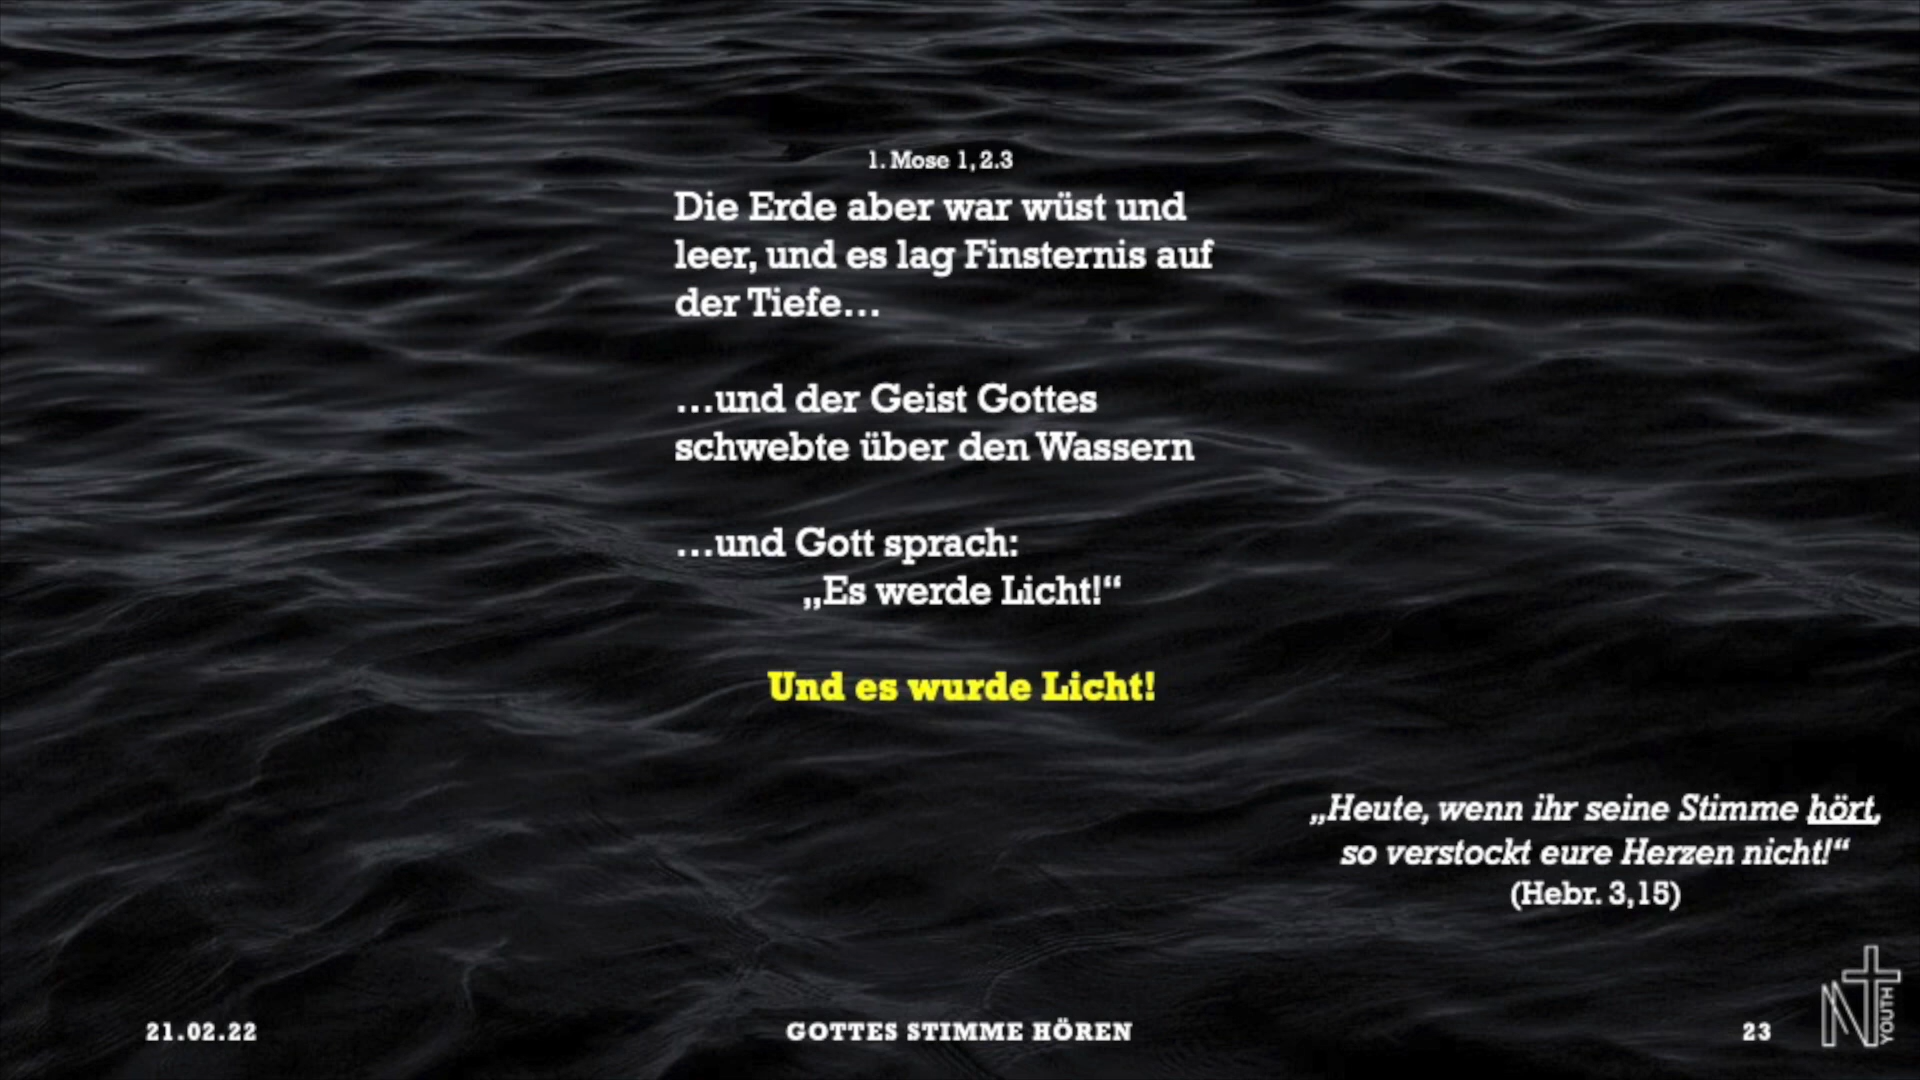 1. Mose 1,2.3
Die Erde aber war wüst und
leer, und es lag Finsternis auf
der Tiefe…
…und der Geist Gottes
schwebte über den Wassern
…und Gott sprach:
„Es werde Licht!“
Und es wurde Licht!
„Heute, wenn ihr seine Stimme hört,
so verstockt eure Herzen nicht!“
(Hebr. 3,15)
21.02.22
GOTTES STIMME HÖREN
23
NT
YOUTH